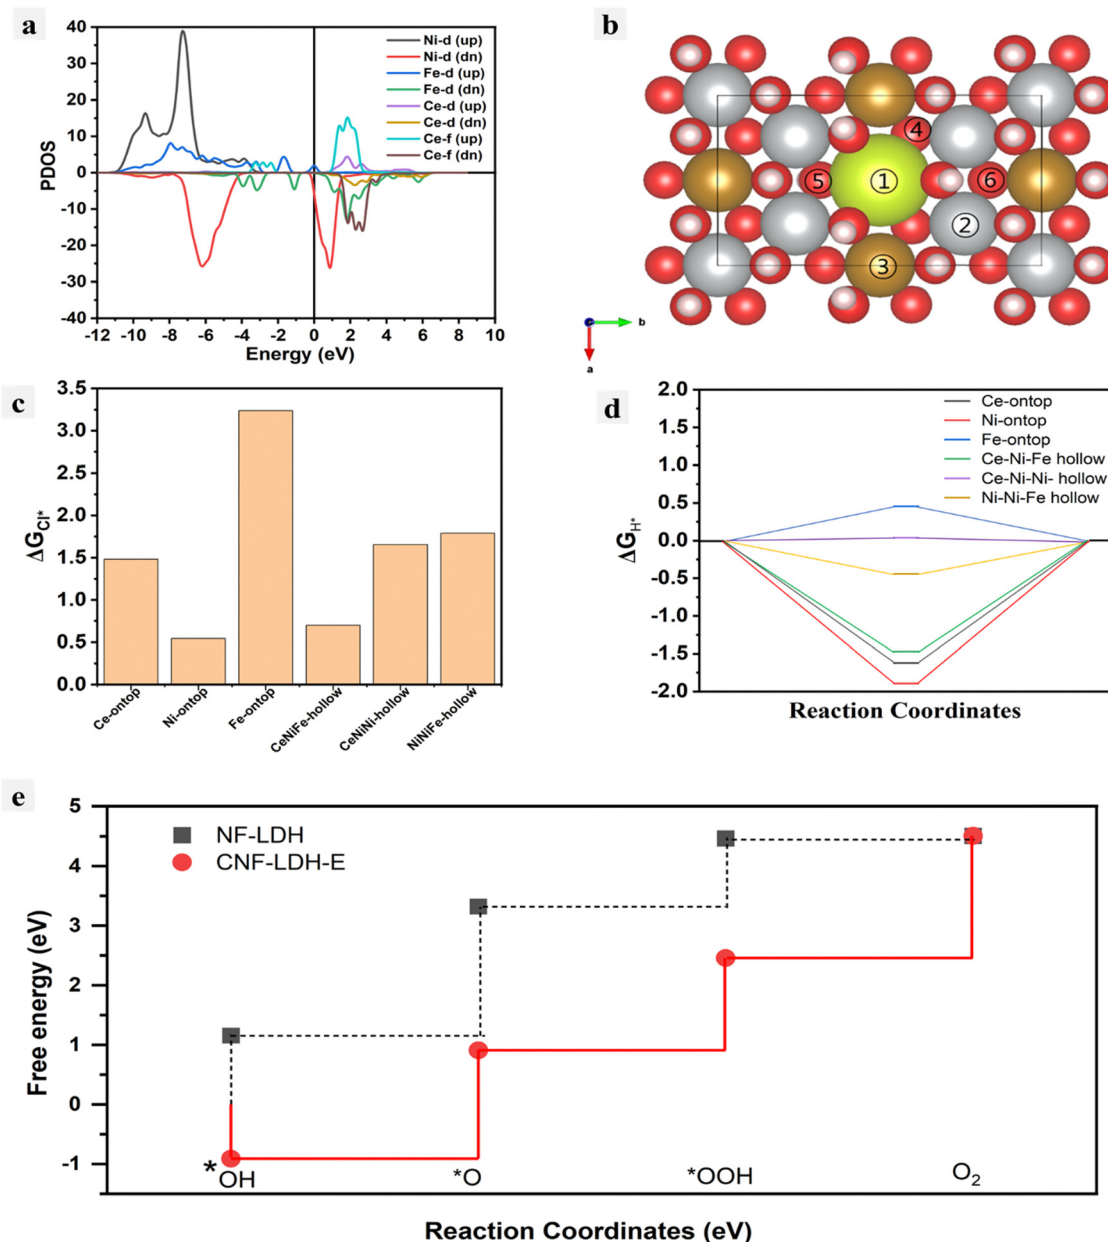 a
40
30
20
10
0
-10
-20
-30
-40
PDOS
-12 -10 -8 -6 -4 -2 0 2 4 6 8 10
Energy (eV)
Ni-d (up)
Ni-d (dn)
Fe-d (up)
Fe-d (dn)
Ce-d (up)
Ce-d (dn)
Ce-f (up)
Ce-f (dn)
b
4
5
1
6
2
3
b
a
c
3.5
3.0
2.5
2.0
1.5
1.0
0.5
0.0
ΔG_Cl*
Ce-ontop
Ni-ontop
Fe-ontop
CeNiFe-hollow
CeNiNi-hollow
NiNiFe-hollow
d
2.0
1.5
1.0
0.5
0.0
-0.5
-1.0
-1.5
-2.0
ΔG_H*
Ce-ontop
Ni-ontop
Fe-ontop
Ce-Ni-Fe hollow
Ce-Ni-Ni- hollow
Ni-Ni-Fe hollow
Reaction Coordinates
e
5
4
3
2
1
0
-1
Free energy (eV)
NF-LDH
CNF-LDH-E
*OH
*O
*OOH
O₂
Reaction Coordinates (eV)